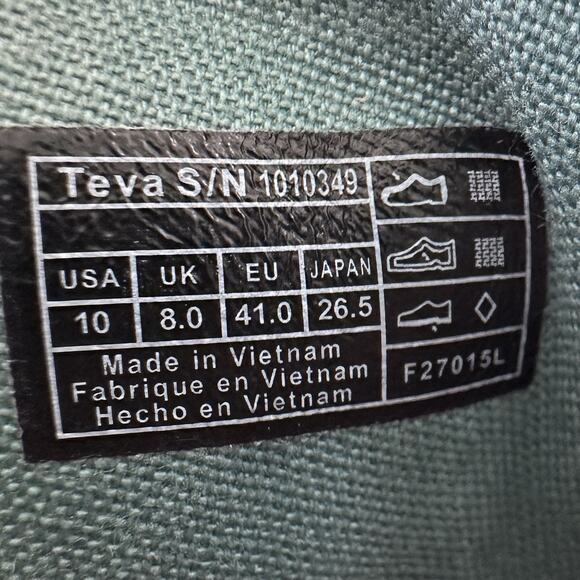 Teva S/N 1010349
USA UK EU JAPAN
10 8.0 41.0 26.5
Made in Vietnam
Fabrique en Vietnam
Hecho en Vietnam
F27015L